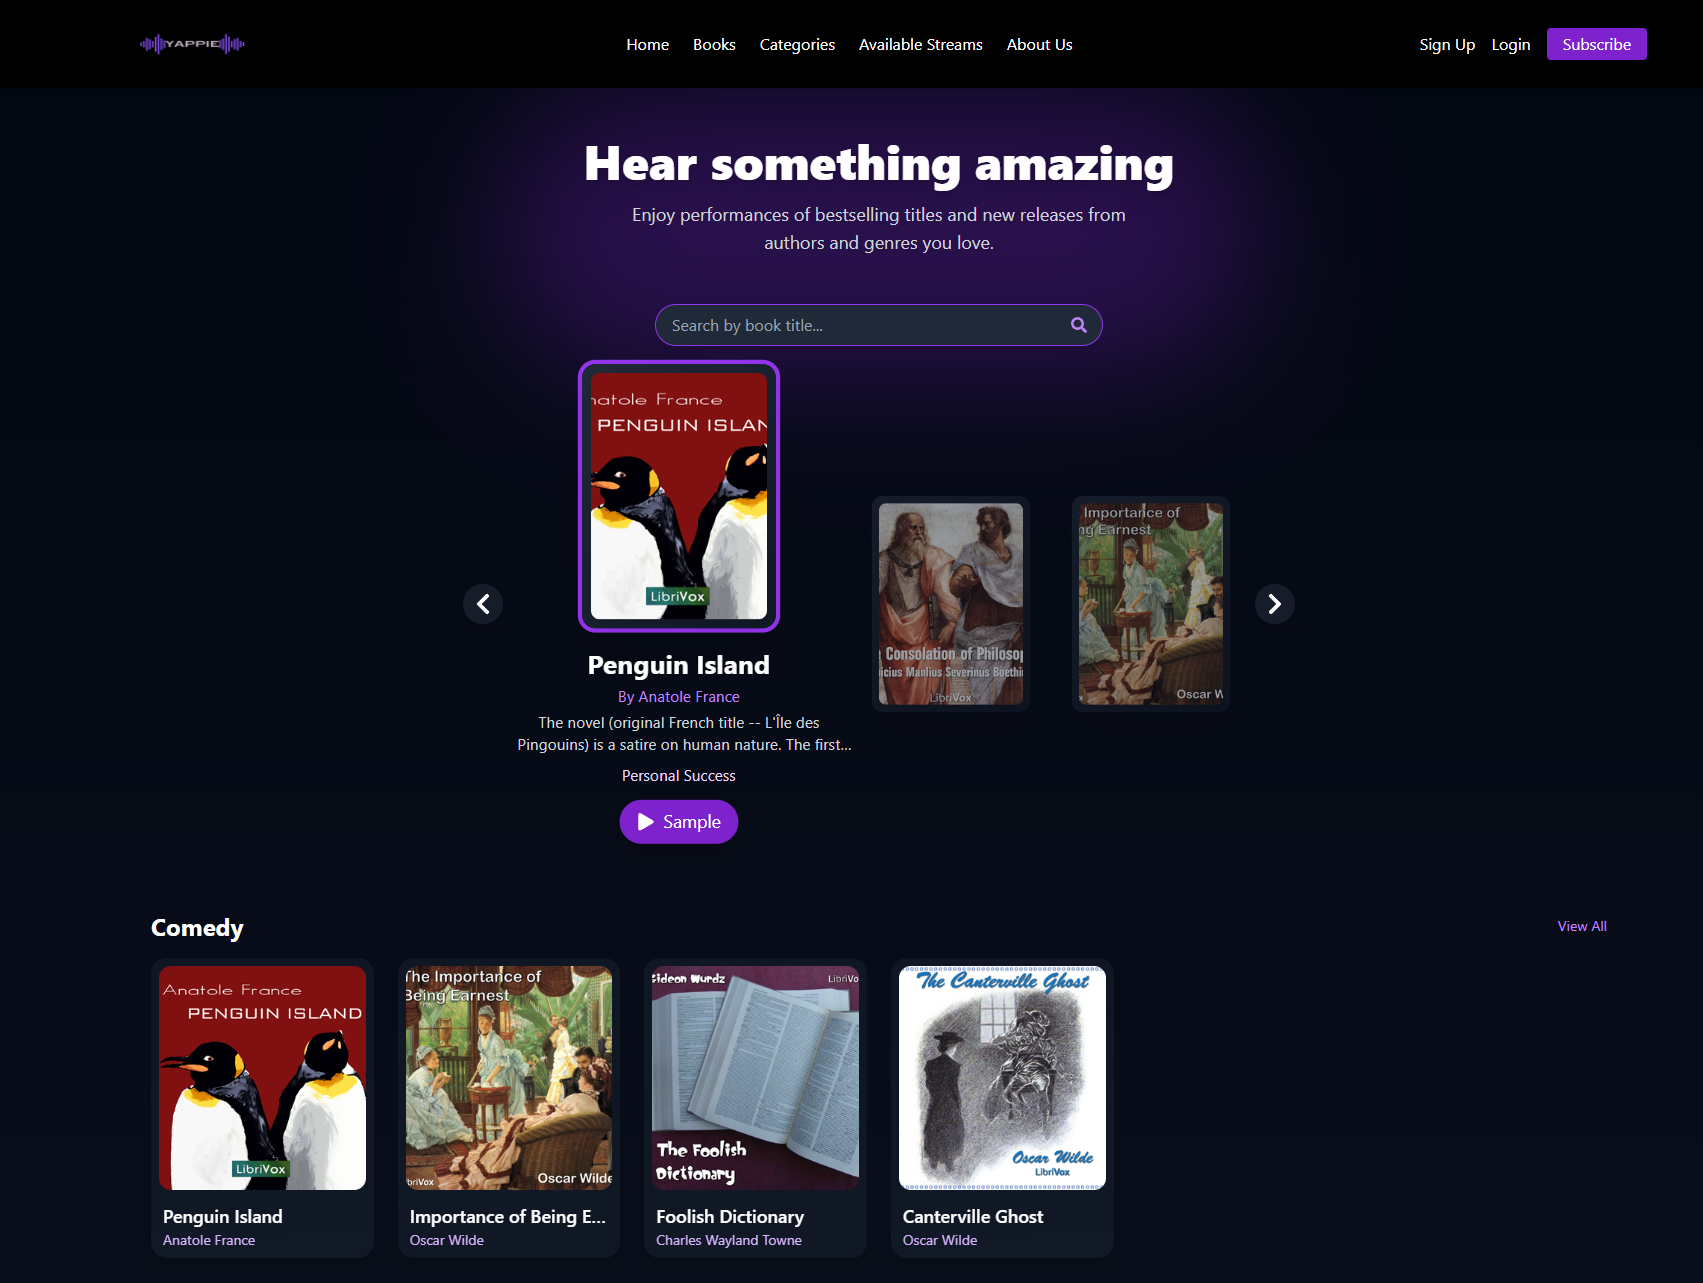 YAPPIE
Home Books Categories Available Streams About Us
Sign Up Login Subscribe
Hear something amazing
Enjoy performances of bestselling titles and new releases from
authors and genres you love.
Search by book title...
natole France
PENGUIN ISLAN
LibriVox
Penguin Island
By Anatole France
The novel (original French title -- L'Île des
Pingouins) is a satire on human nature. The first...
Personal Success
Sample
Consolation of Philosop
icius Manlius Severinus Boethi
LibriVox
Importance of
ng Earnest
Oscar W
Comedy
View All
Anatole France
PENGUIN ISLAND
LibriVox
Penguin Island
Anatole France
The Importance of
Being Earnest
briVox
Oscar Wilde
Importance of Being E...
Oscar Wilde
Gideon Wurdz
LibriVo
The Foolish
Dictionary
Foolish Dictionary
Charles Wayland Towne
The Canterville Ghost
Oscar Wilde
LibriVox
Canterville Ghost
Oscar Wilde